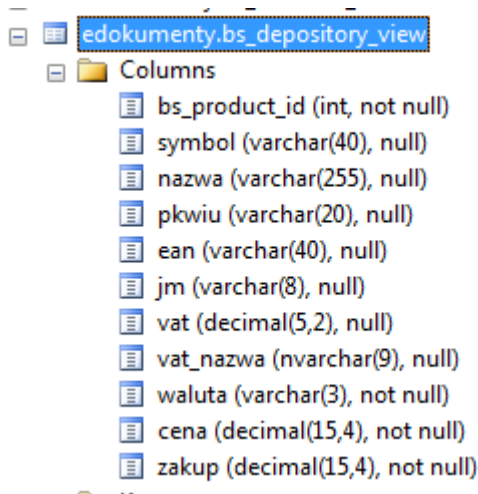 edokumenty.bs_depository_view
Columns
bs_product_id (int, not null)
symbol (varchar(40), null)
nazwa (varchar(255), null)
pkwiu (varchar(20), null)
ean (varchar(40), null)
jm (varchar(8), null)
vat (decimal(5,2), null)
vat_nazwa (nvarchar(9), null)
waluta (varchar(3), not null)
cena (decimal(15,4), not null)
zakup (decimal(15,4), not null)